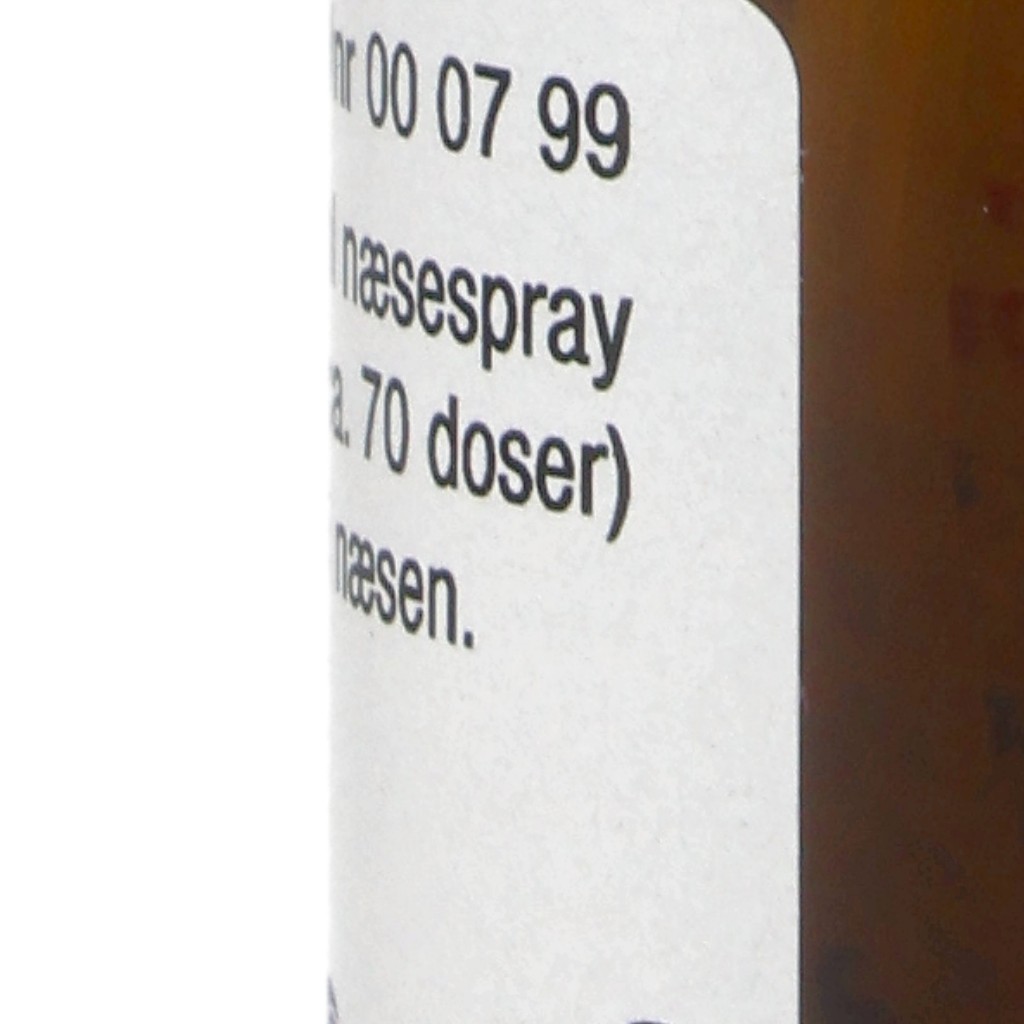 nr 00 07 99
næsespray
70 doser)
næsen.